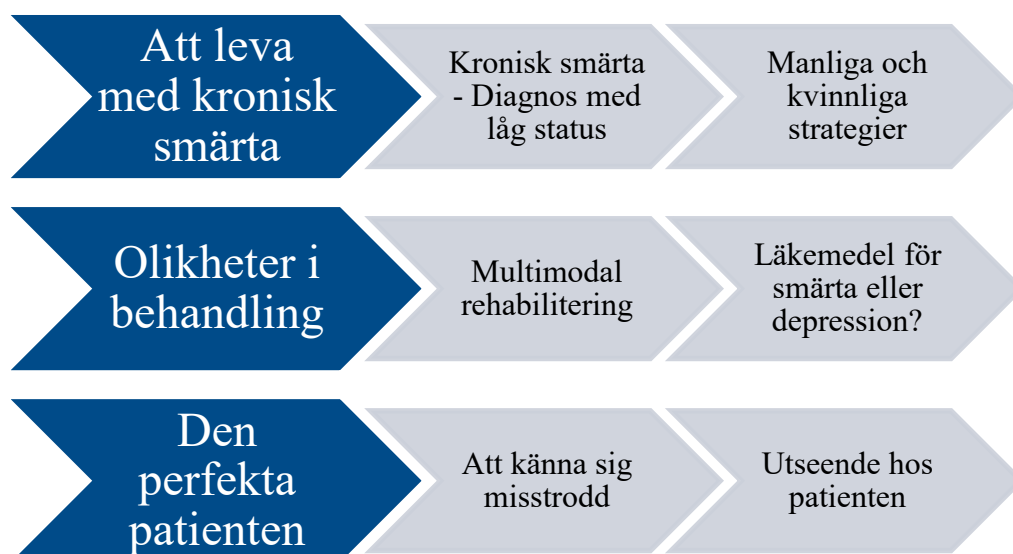 Att leva
med kronisk
smärta
Kronisk smärta
- Diagnos med
låg status
Manliga och
kvinnliga
strategier
Olikheter i
behandling
Multimodal
rehabilitering
Läkemedel för
smärta eller
depression?
Den
perfekta
patienten
Att känna sig
misstrodd
Utseende hos
patienten